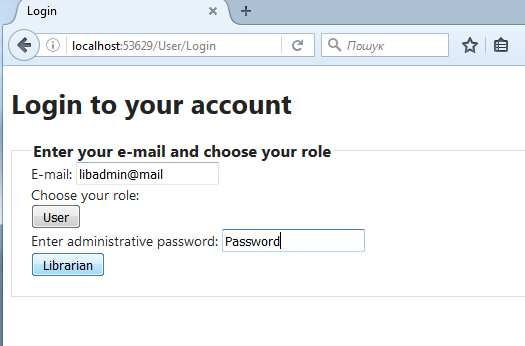 Login
localhost:53629/User/Login
Пошук
Login to your account
Enter your e-mail and choose your role
E-mail: libadmin@mail
Choose your role:
User
Enter administrative password: Password
Librarian